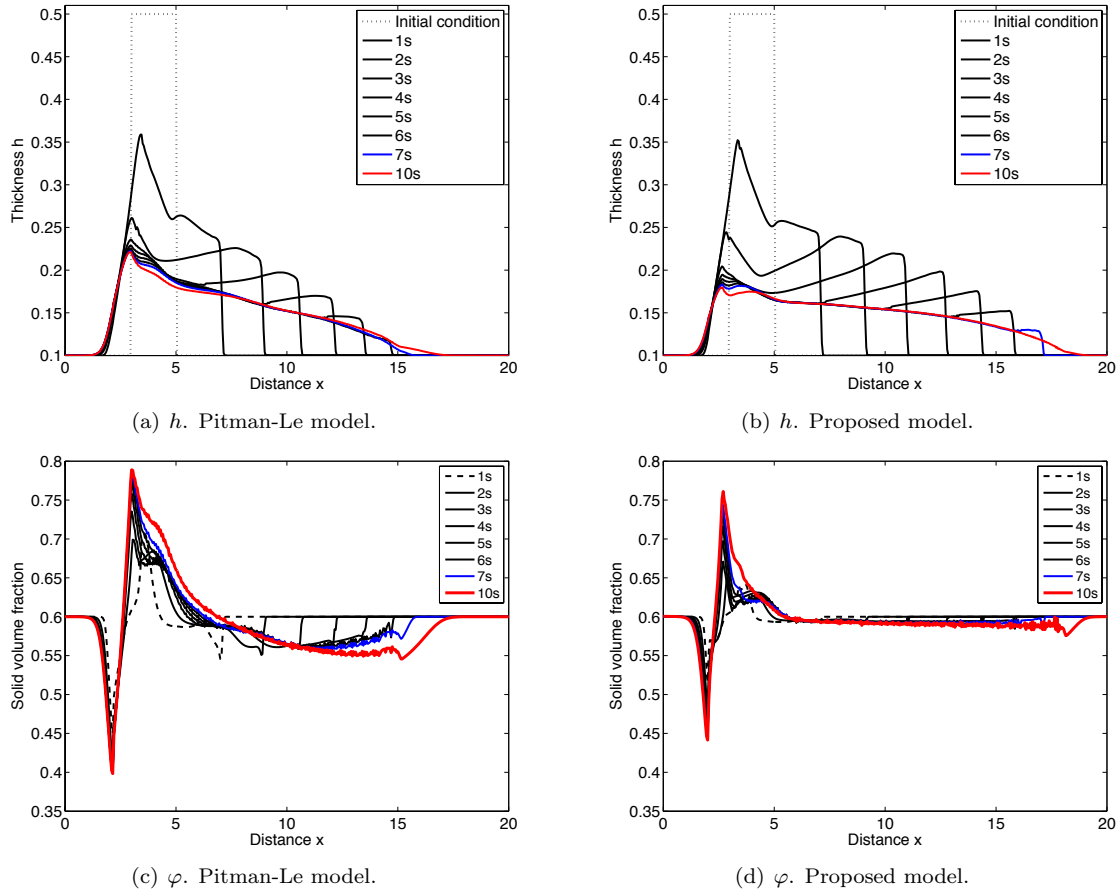 0.5
0.45
0.4
0.35
0.3
0.25
0.2
0.15
0.1
0
5
10
15
20
Thickness h
Distance x
Initial condition
1s
2s
3s
4s
5s
6s
7s
10s
(a) h. Pitman-Le model.
0.5
0.45
0.4
0.35
0.3
0.25
0.2
0.15
0.1
0
5
10
15
20
Thickness h
Distance x
Initial condition
1s
2s
3s
4s
5s
6s
7s
10s
(b) h. Proposed model.
0.8
0.75
0.7
0.65
0.6
0.55
0.5
0.45
0.4
0.35
0
5
10
15
20
Solid volume fraction
Distance x
1s
2s
3s
4s
5s
6s
7s
10s
(c) φ. Pitman-Le model.
0.8
0.75
0.7
0.65
0.6
0.55
0.5
0.45
0.4
0.35
0
5
10
15
20
Solid volume fraction
Distance x
1s
2s
3s
4s
5s
6s
7s
10s
(d) φ. Proposed model.